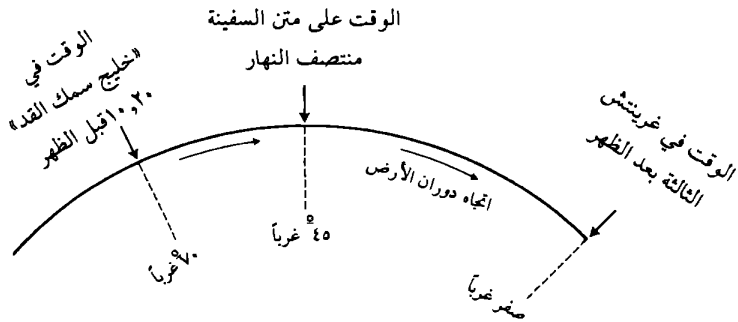 الوقت على متن السفينة
منتصف النهار
الوقت في
«خليج سمك القد»
١٠,٢٠ قبل الظهر
الوقت في غرينتش
الثالثة بعد الظهر
اتجاه دوران الأرض
٧٠° غرباً
٤٥° غرباً
صفر غرباً